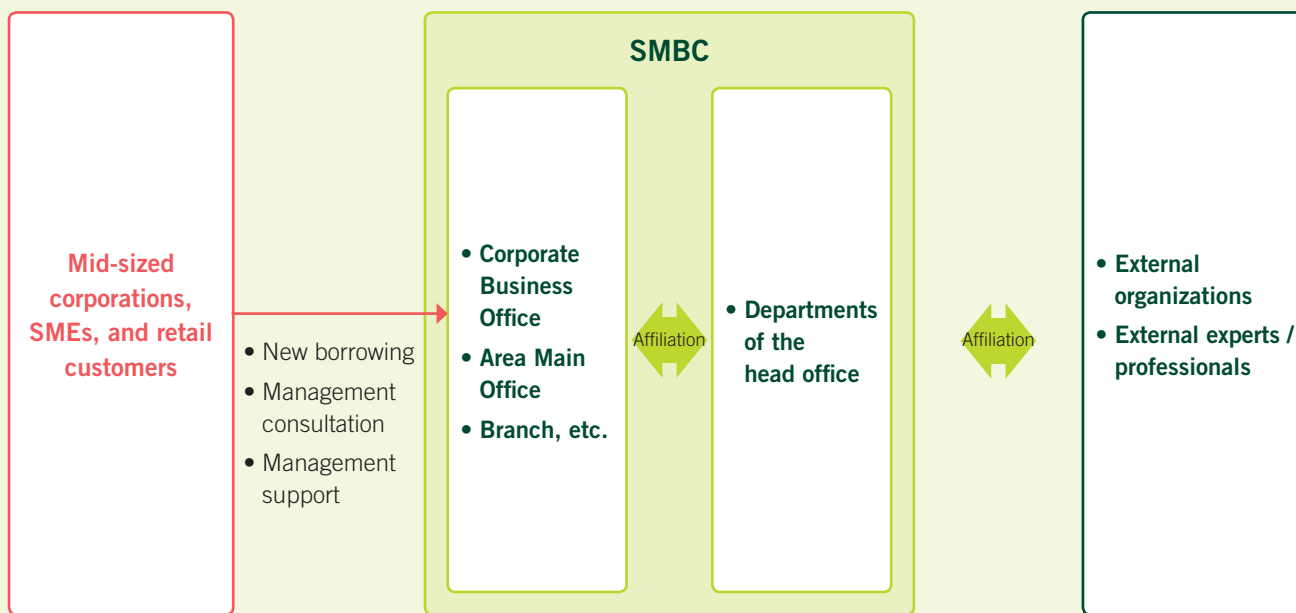 Mid-sized
corporations,
SMEs, and retail
customers
• New borrowing
• Management
consultation
• Management
support
SMBC
• Corporate
Business
Office
• Area Main
Office
• Branch, etc.
Affiliation
• Departments
of the
head office
Affiliation
• External
organizations
• External experts /
professionals